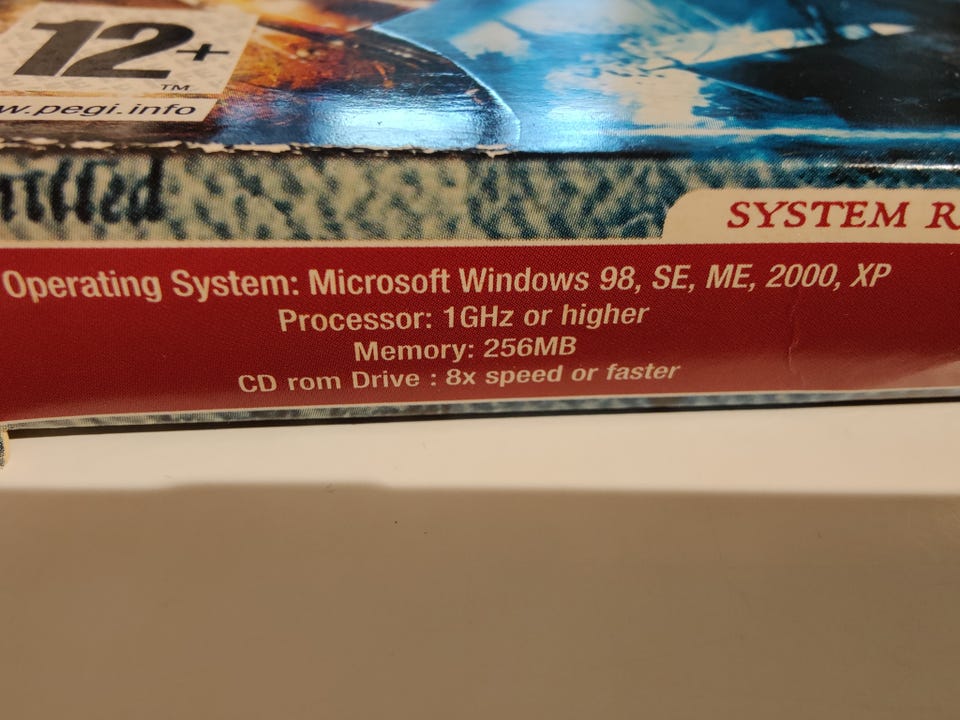 12+
TM
w.pegi.info
SYSTEM R
Operating System: Microsoft Windows 98, SE, ME, 2000, XP
Processor: 1GHz or higher
Memory: 256MB
CD rom Drive : 8x speed or faster